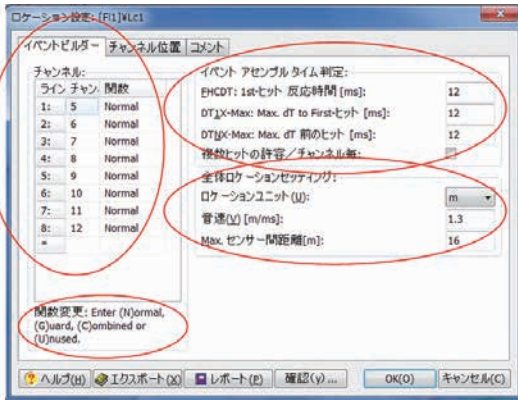 ロケーション設定: [Fl1]¥Lc1
イベントビルダー チャンネル位置 コメント
チャンネル:
ライン チャン. 関数
1: 5 Normal
2: 6 Normal
3: 7 Normal
4: 8 Normal
5: 9 Normal
6: 10 Normal
7: 11 Normal
8: 12 Normal
=
関数変更: Enter (N)ormal,
(G)uard, (C)ombined or
(U)nused.
イベント アセンブル タイム判定:
FHCDT: 1st-ヒット 反応時間 [ms]: 12
DT1X-Max: Max. dT to First-ヒット [ms]: 12
DTNX-Max: Max. dT 前のヒット [ms]: 12
複数ヒットの許容/チャンネル毎:
全体ロケーションセッティング:
ロケーションユニット(U): m
音速(V) [m/ms]: 1.3
Max. センサー間距離[m]: 16
ヘルプ(H) エクスポート(X) レポート(P) 確認(y)... OK(O) キャンセル(C)